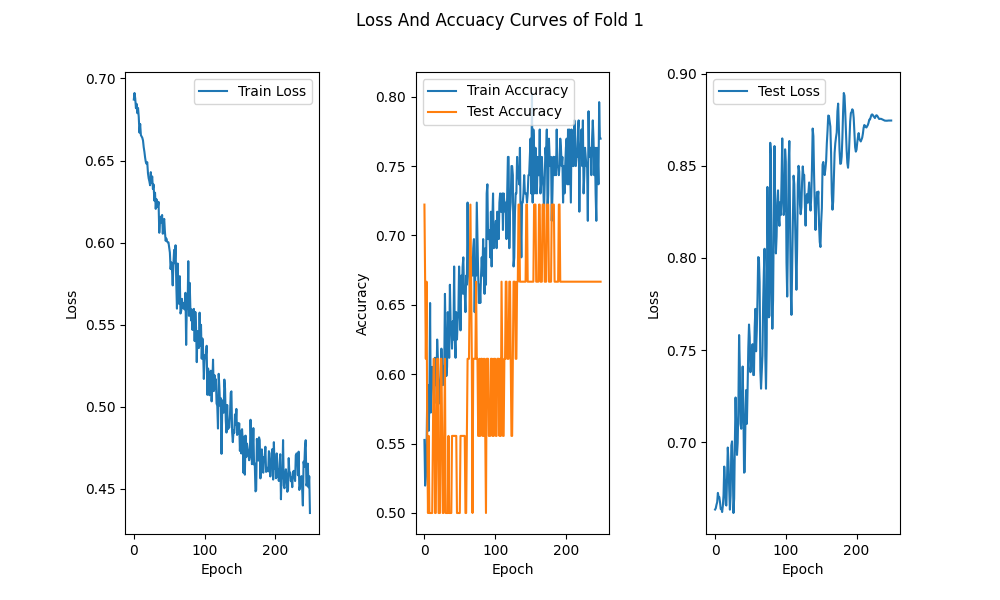 Loss And Accuacy Curves of Fold 1
0.70
0.65
0.60
0.55
0.50
0.45
Loss
Train Loss
0 100 200
Epoch
0.80
0.75
0.70
0.65
0.60
0.55
0.50
Accuracy
Train Accuracy
Test Accuracy
0 100 200
Epoch
0.90
0.85
0.80
0.75
0.70
Loss
Test Loss
0 100 200
Epoch